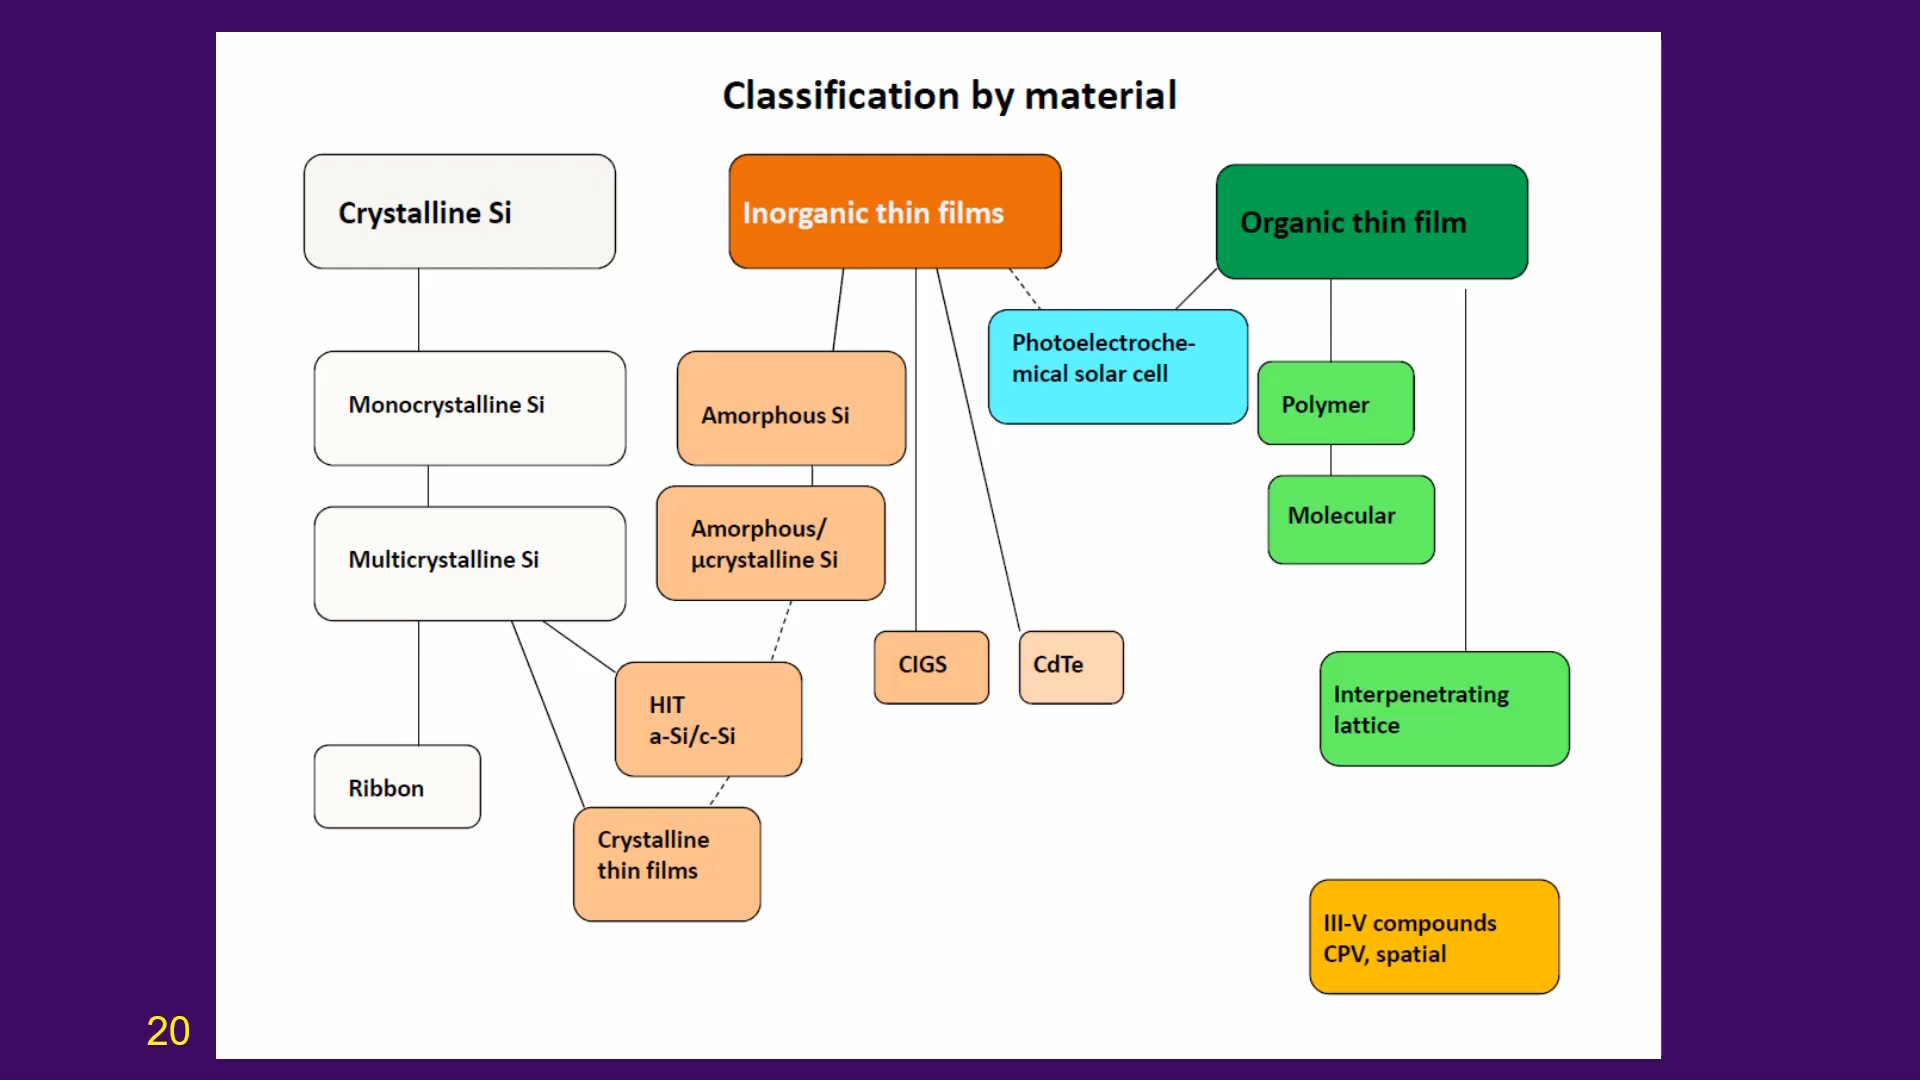 Classification by material
Crystalline Si
Inorganic thin films
Organic thin film
Monocrystalline Si
Amorphous Si
Photoelectroche-
mical solar cell
Polymer
Multicrystalline Si
Amorphous/
µcrystalline Si
Molecular
CIGS
CdTe
HIT
a-Si/c-Si
Interpenetrating
lattice
Ribbon
Crystalline
thin films
III-V compounds
CPV, spatial
20